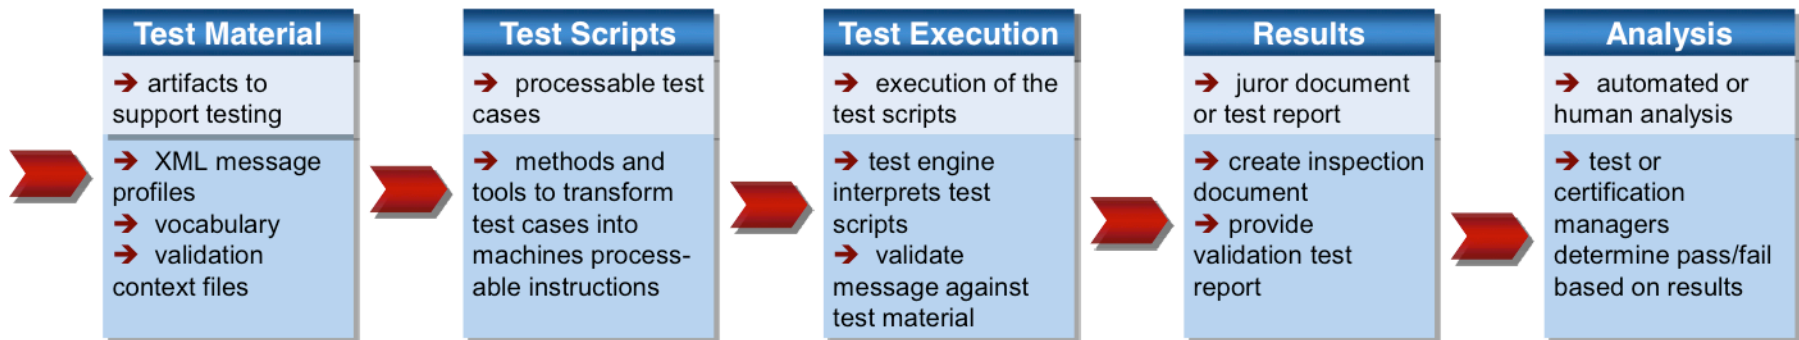 Test Material
➔ artifacts to
support testing
➔ XML message
profiles
➔ vocabulary
➔ validation
context files
Test Scripts
➔ processable test
cases
➔ methods and
tools to transform
test cases into
machines process-
able instructions
Test Execution
➔ execution of the
test scripts
➔ test engine
interprets test
scripts
➔ validate
message against
test material
Results
➔ juror document
or test report
➔ create inspection
document
➔ provide
validation test
report
Analysis
➔ automated or
human analysis
➔ test or
certification
managers
determine pass/fail
based on results